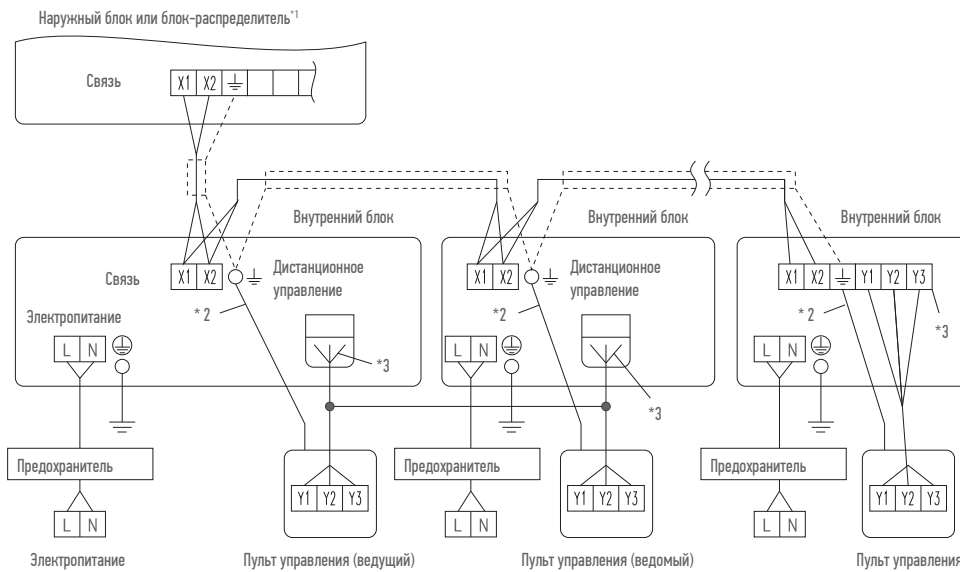 Наружный блок или блок-распределитель*1
Связь X1 X2
Внутренний блок Внутренний блок Внутренний блок
Связь X1 X2 Дистанционное управление X1 X2 Дистанционное управление X1 X2 Y1 Y2 Y3
* 2 * 2 * 2 *3
Электропитание
L N *3 L N *3 L N
Предохранитель Предохранитель Предохранитель
Y1 Y2 Y3 Y1 Y2 Y3 Y1 Y2 Y3
L N L N L N
Электропитание Пульт управления (ведущий) Пульт управления (ведомый) Пульт управления